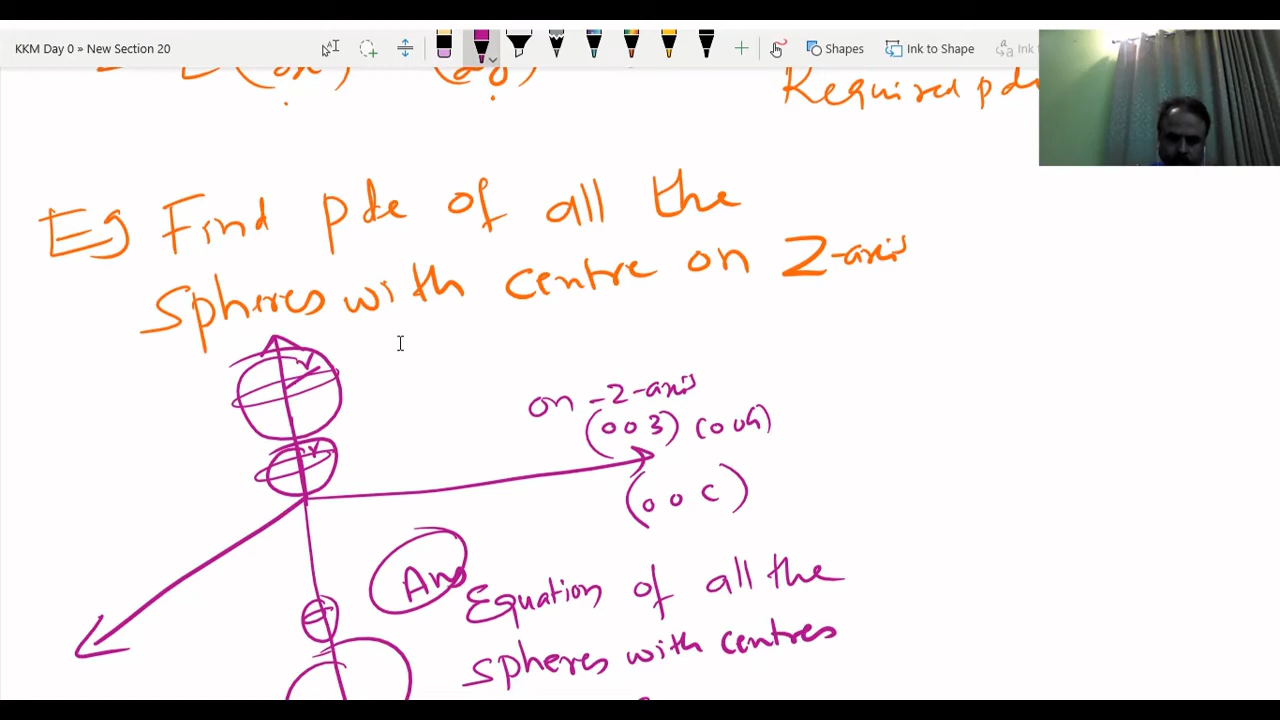 KKM Day 0 » New Section 20
Shapes
Ink to Shape
Ink
Required pde
Eg Find pde of all the
spheres with centre on Z-axis
r
on -Z-axis
(0 0 3) (0 0 4)
r
(0 0 C)
Ans
Equation of all the
spheres with centres